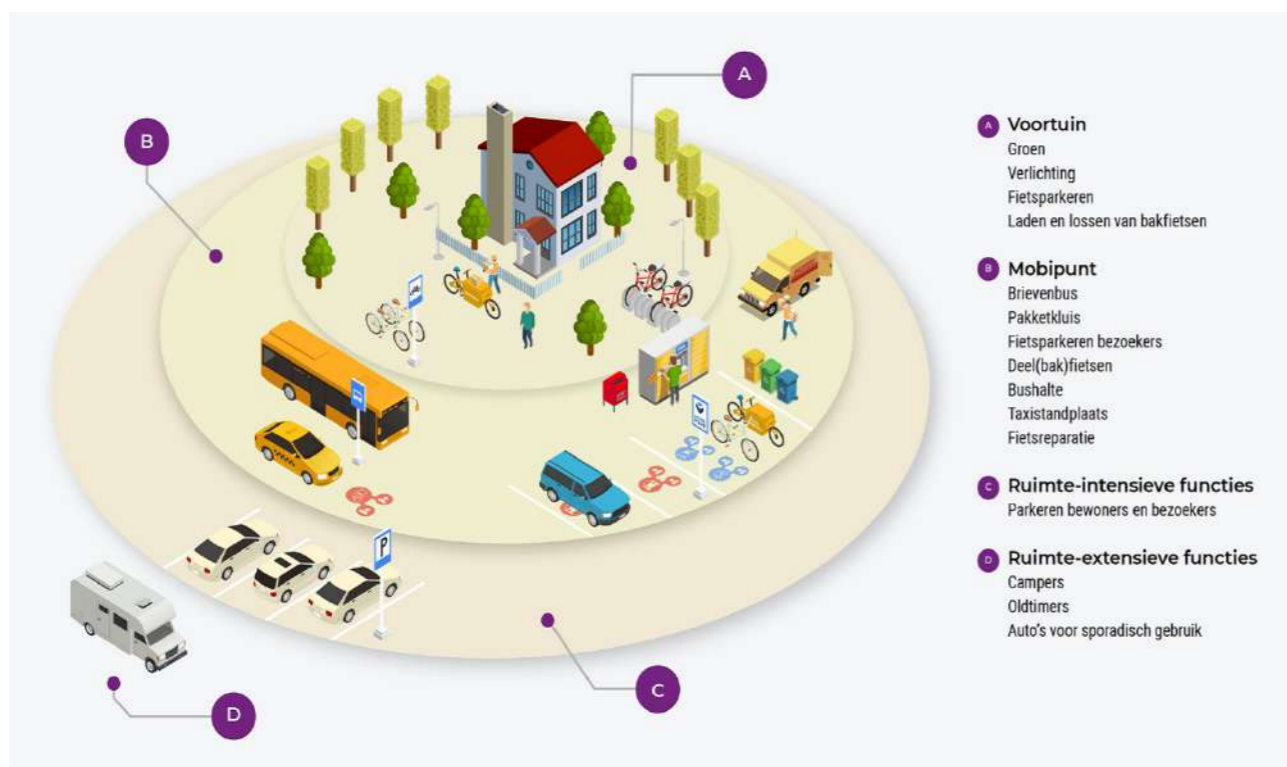 A
B
A Voortuin
Groen
Verlichting
Fietsparkeren
Laden en lossen van bakfietsen
B Mobipunt
Brievenbus
Pakketkluis
Fietsparkeren bezoekers
Deel(bak)fietsen
Bushalte
Taxistandplaats
Fietsreparatie
C Ruimte-intensieve functies
Parkeren bewoners en bezoekers
D Ruimte-extensieve functies
Campers
Oldtimers
Auto's voor sporadisch gebruik
P
C
D